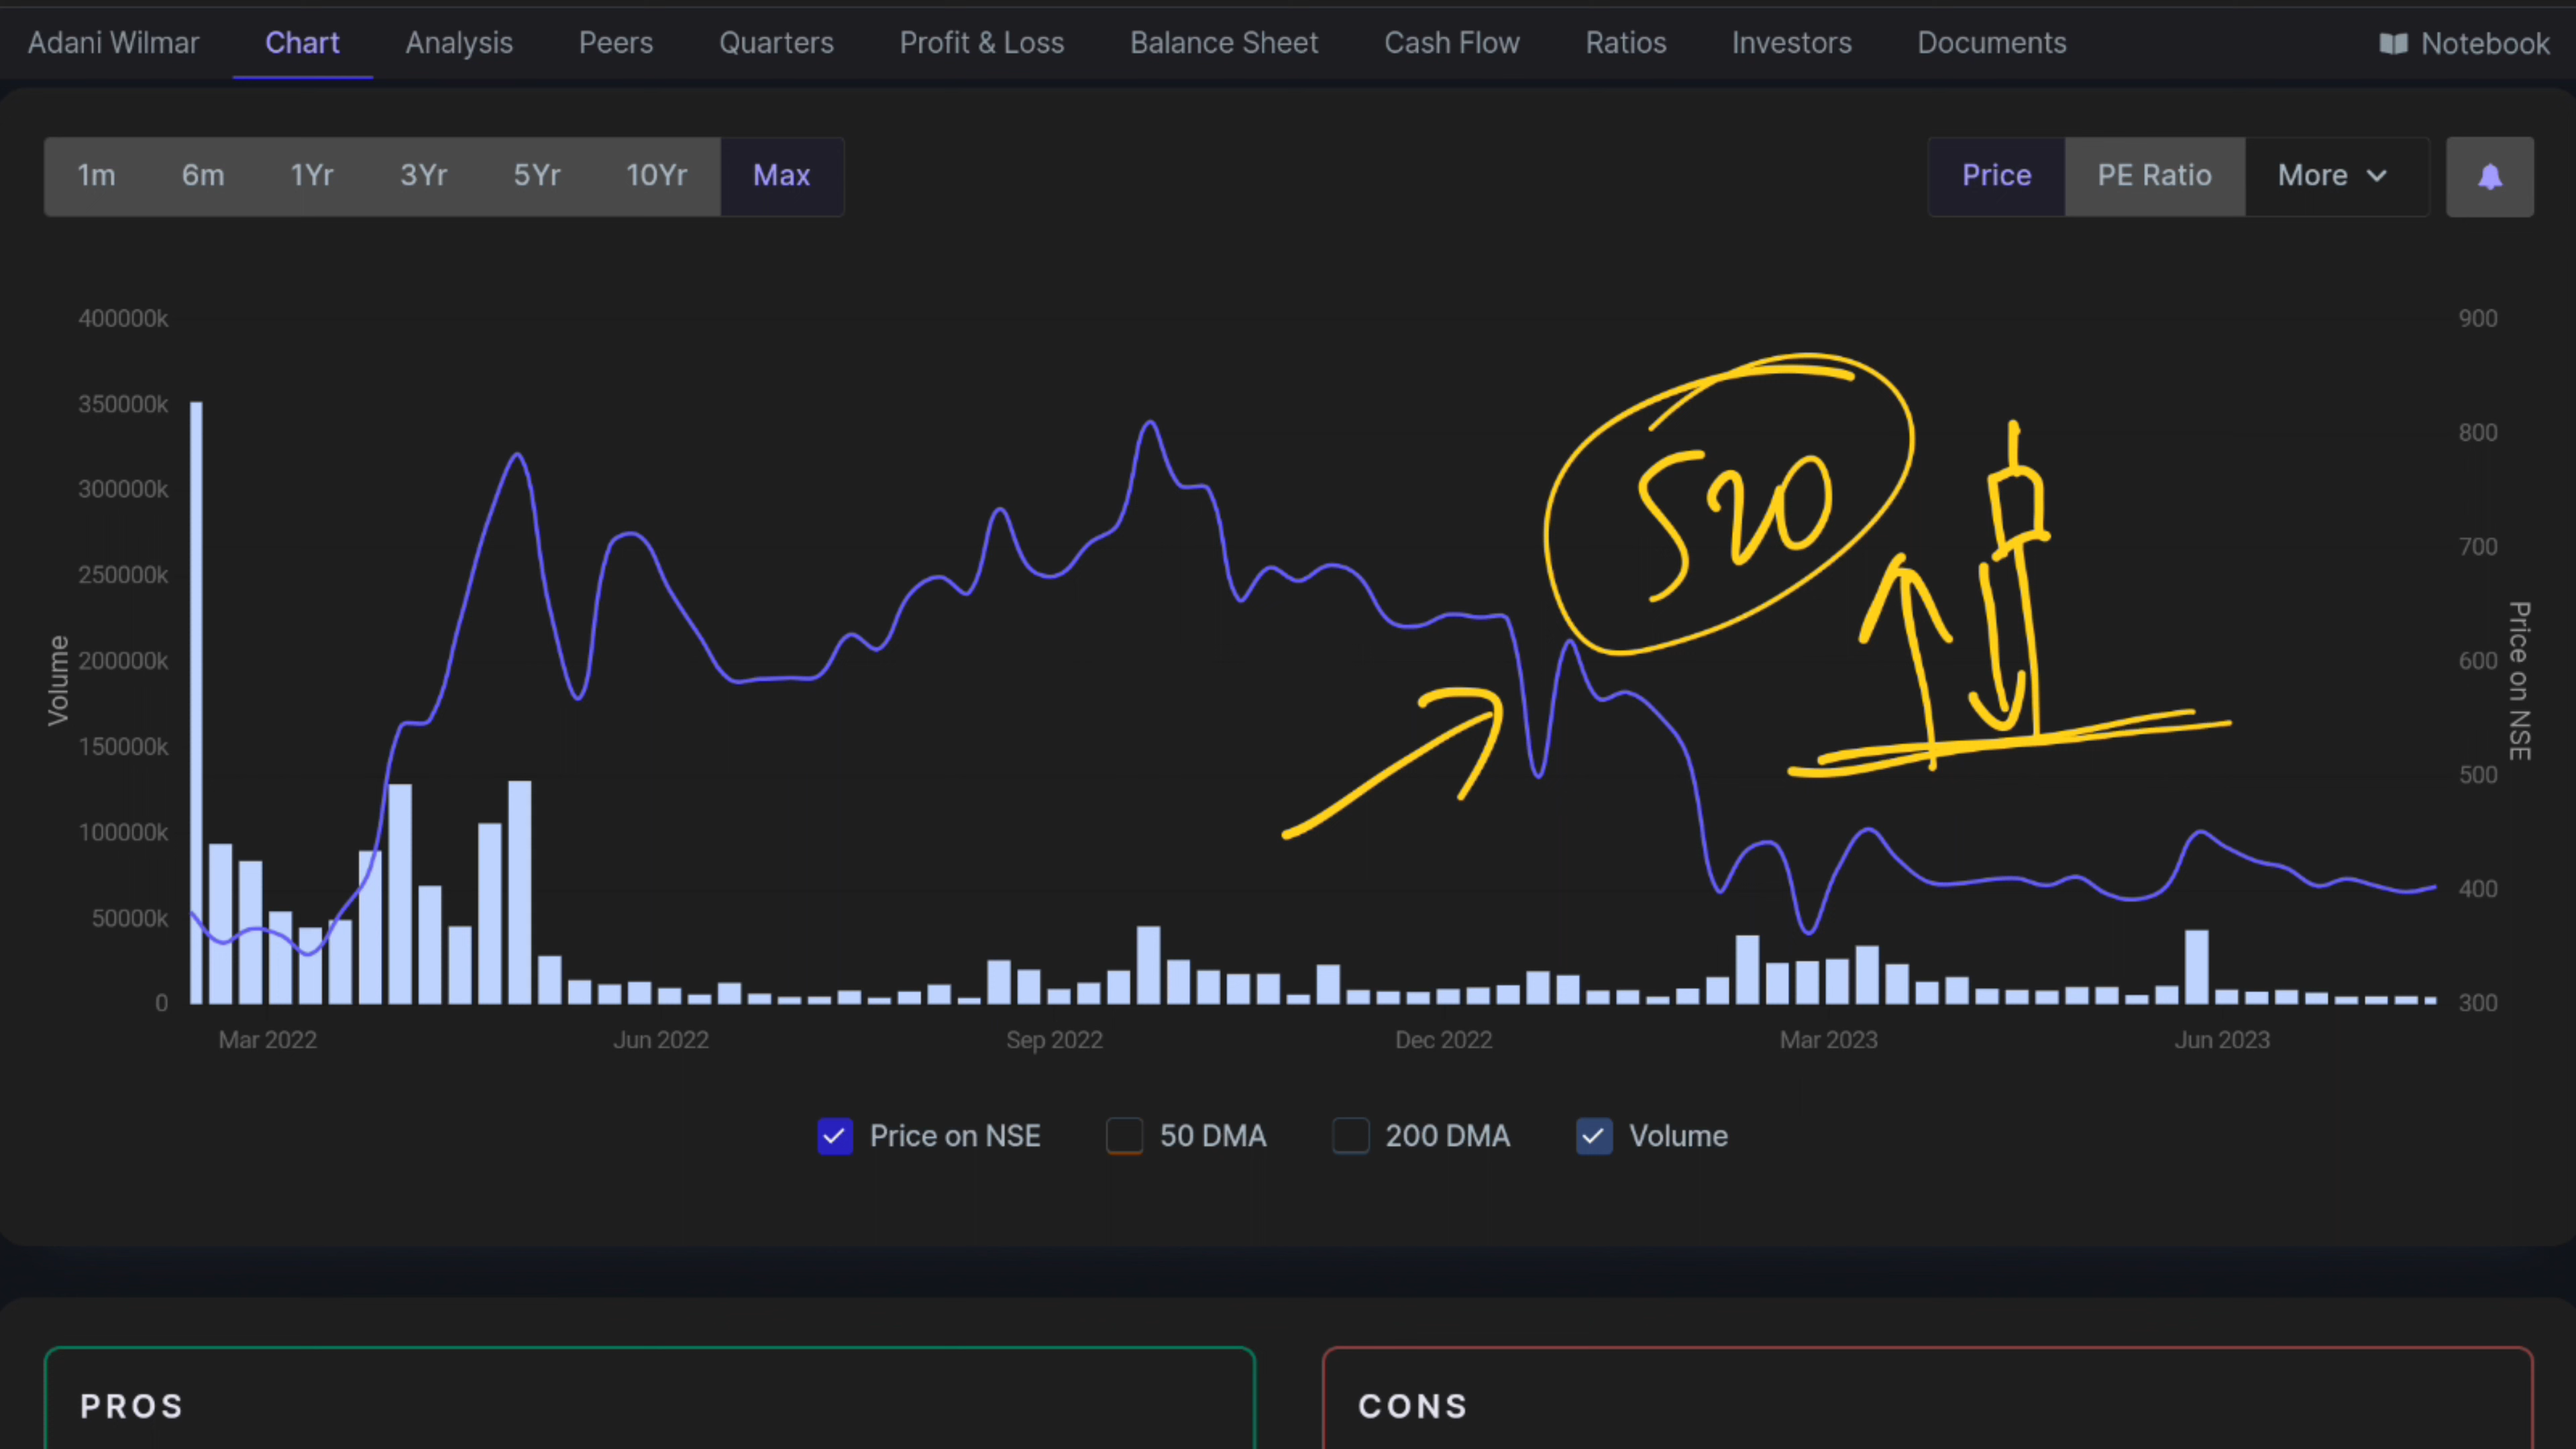 Adani Wilmar Chart Analysis Peers Quarters Profit & Loss Balance Sheet Cash Flow Ratios Investors Documents Notebook
1m 6m 1Yr 3Yr 5Yr 10Yr Max Price PE Ratio More
400000k 900
350000k
800
300000k
520
700
250000k
Volume
200000k 600
Price on NSE
150000k
500
100000k
400
50000k
0 300
Mar 2022 Jun 2022 Sep 2022 Dec 2022 Mar 2023 Jun 2023
Price on NSE 50 DMA 200 DMA Volume
PROS CONS